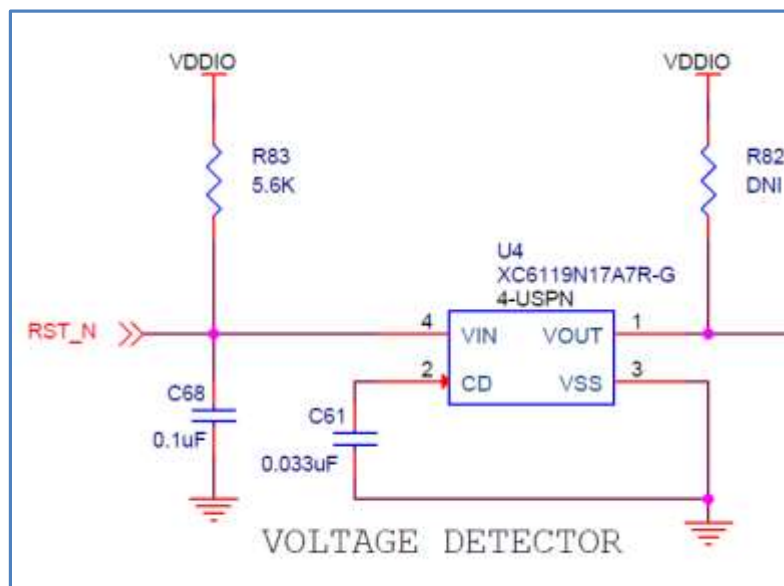 VDDIO
VDDIO
R83
5.6K
R82
DNI
U4
XC6119N17A7R-G
4-USPN
RST_N
4
VIN
VOUT
1
2
CD
VSS
3
C68
0.1uF
C61
0.033uF
VOLTAGE DETECTOR